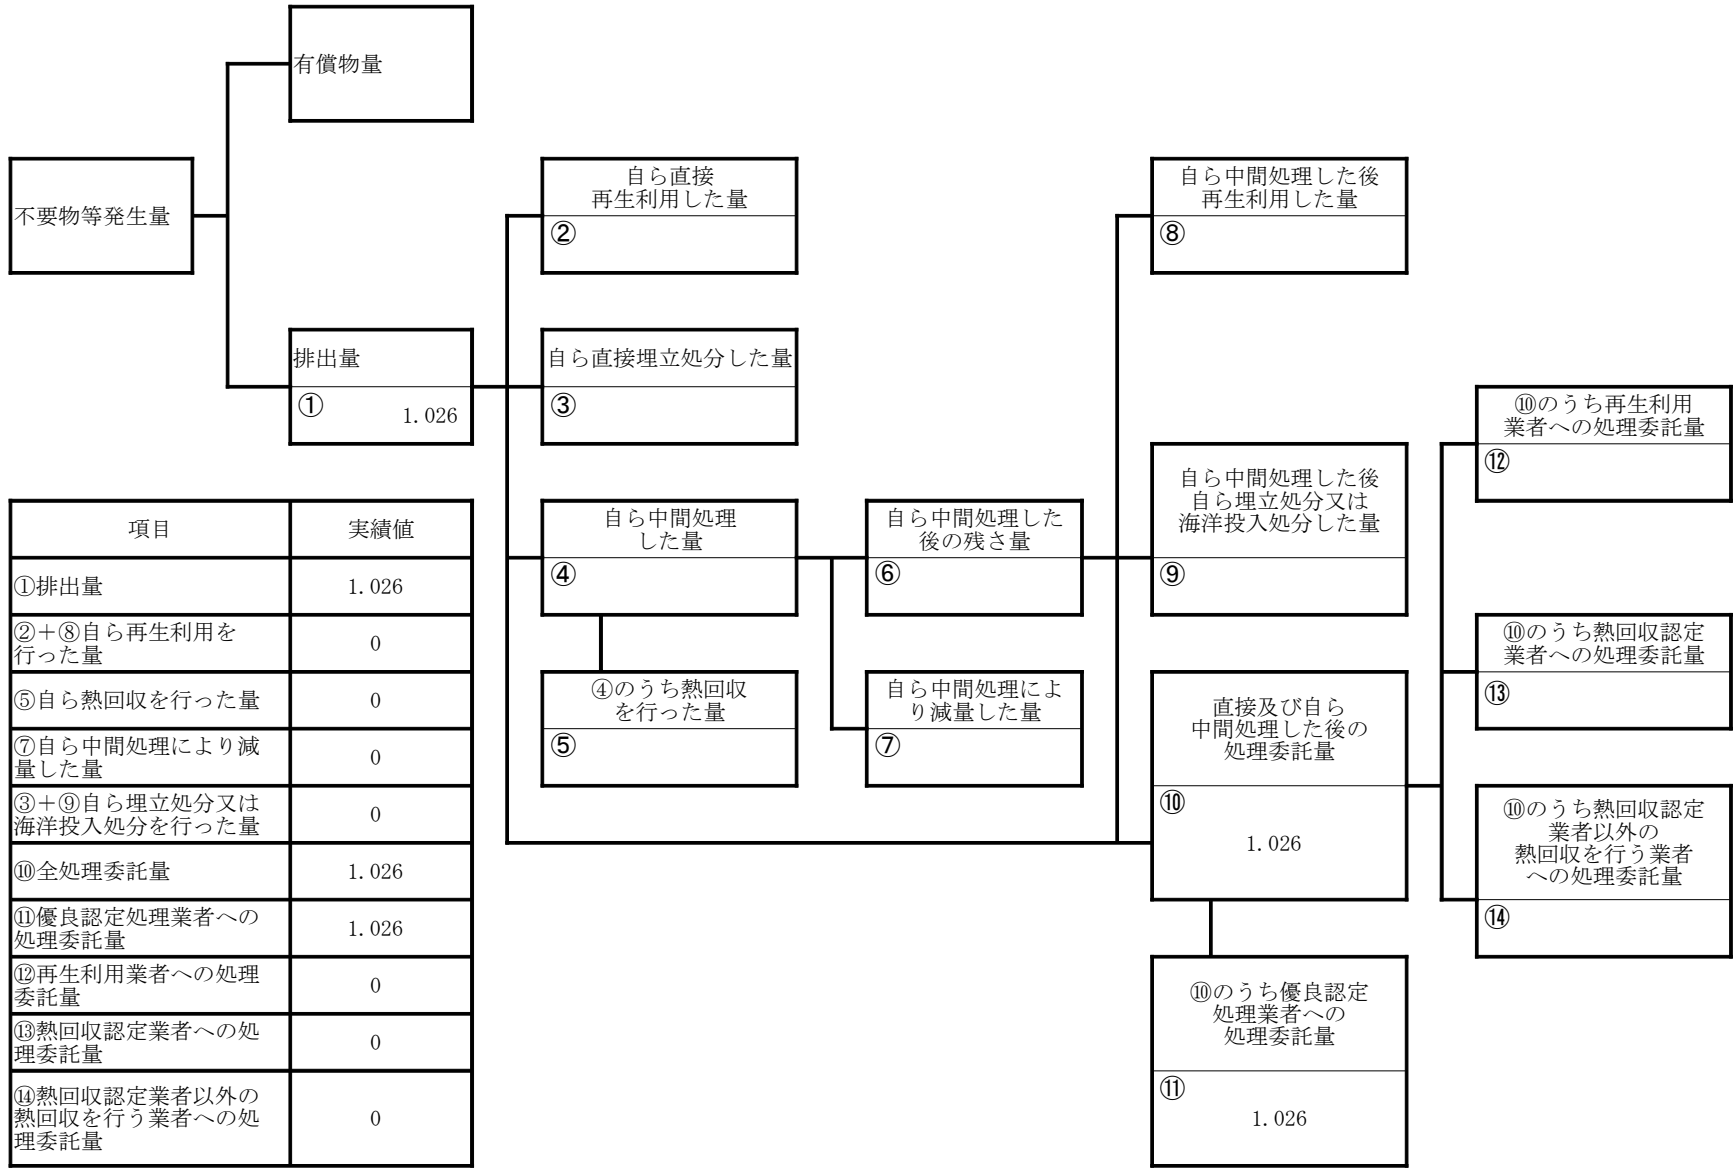 有償物量
不要物等発生量
自ら直接
再生利用した量
②
自ら中間処理した後
再生利用した量
⑧
排出量
① 1.026
自ら直接埋立処分した量
③
⑩のうち再生利用
業者への処理委託量
⑫
自ら中間処理
した量
④
自ら中間処理した
後の残さ量
⑥
自ら中間処理した後
自ら埋立処分又は
海洋投入処分した量
⑨
⑩のうち熱回収認定
業者への処理委託量
⑬
④のうち熱回収
を行った量
⑤
自ら中間処理によ
り減量した量
⑦
直接及び自ら
中間処理した後の
処理委託量
⑩
1.026
⑩のうち熱回収認定
業者以外の
熱回収を行う業者
への処理委託量
⑭
⑩のうち優良認定
処理業者への
処理委託量
⑪
1.026
項目 実績値
①排出量 1.026
②+⑧自ら再生利用を
行った量 0
⑤自ら熱回収を行った量 0
⑦自ら中間処理により減
量した量 0
③+⑨自ら埋立処分又は
海洋投入処分を行った量 0
⑩全処理委託量 1.026
⑪優良認定処理業者への
処理委託量 1.026
⑫再生利用業者への処理
委託量 0
⑬熱回収認定業者への処
理委託量 0
⑭熱回収認定業者以外の
熱回収を行う業者への処
理委託量 0